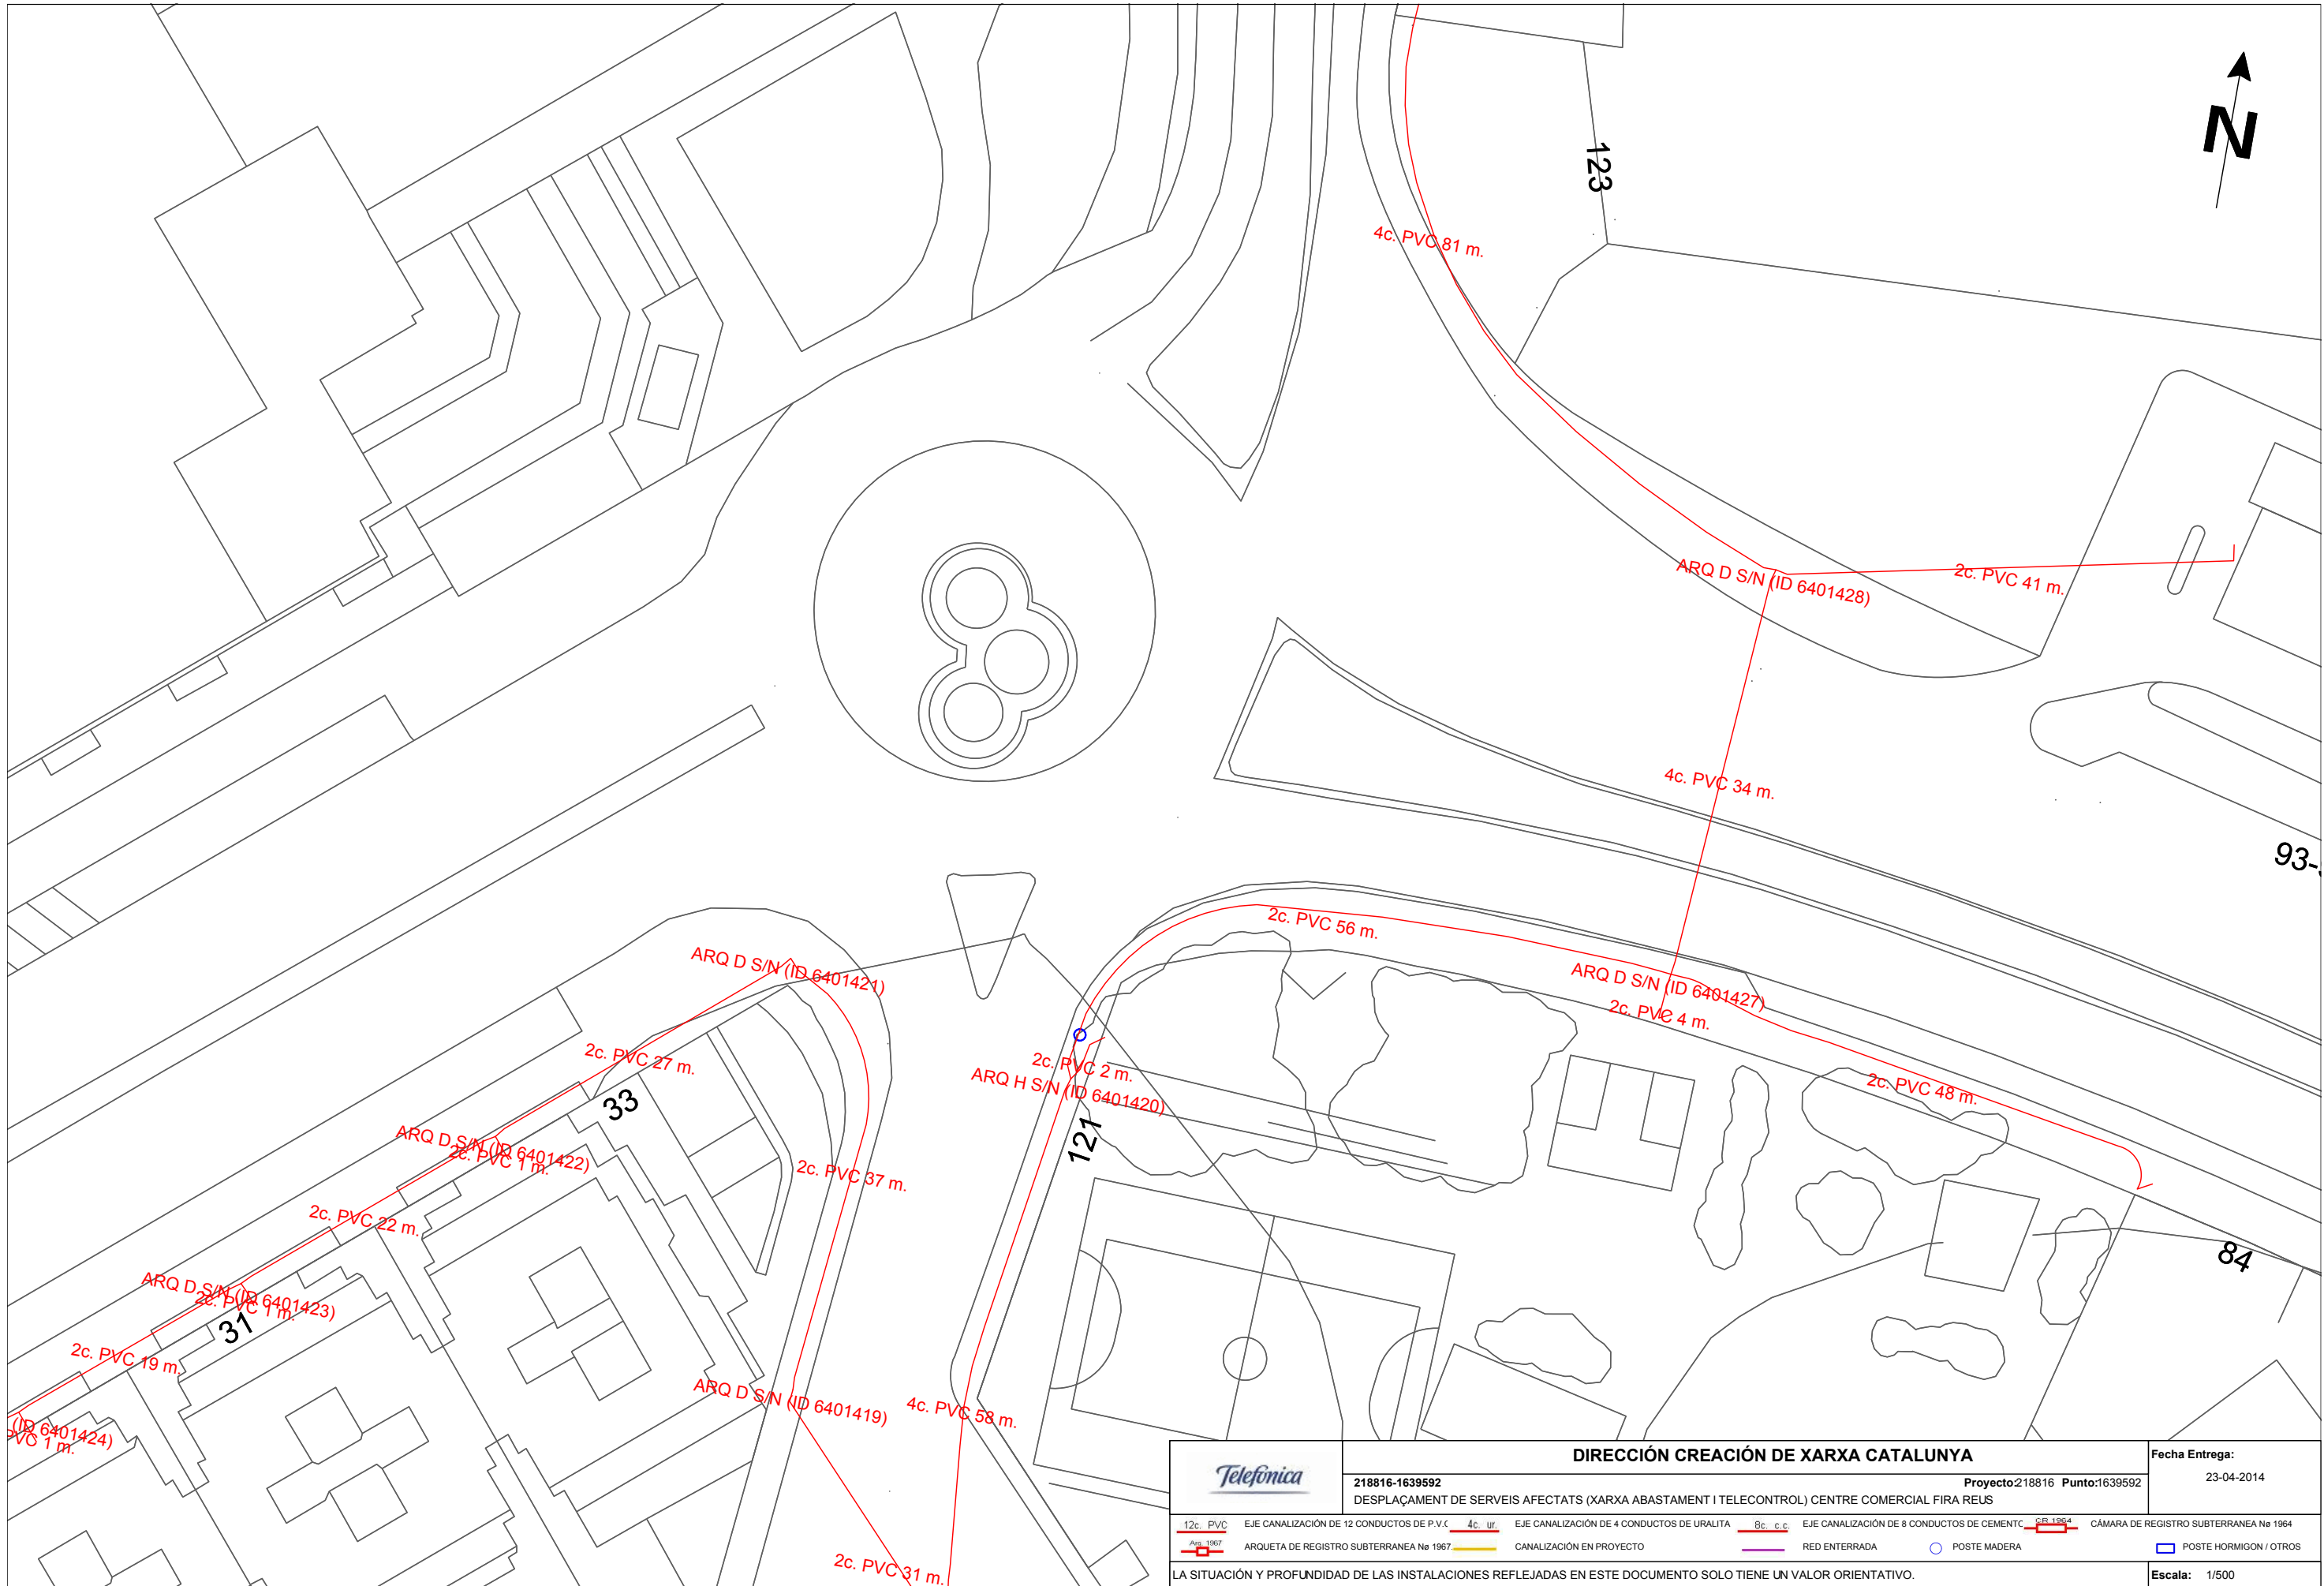 N
123
4c. PVC 81 m.
ARQ D S/N (ID 6401428)
2c. PVC 41 m.
4c. PVC 34 m.
2c. PVC 56 m.
ARQ D S/N (ID 6401421)
ARQ D S/N (ID 6401427)
2c. PVC 4 m.
2c. PVC 27 m.
2c. PVC 2 m.
ARQ H S/N (ID 6401420)
2c. PVC 48 m.
33
121
ARQ D S/N (ID 6401422)
2c. PVC 1 m.
2c. PVC 37 m.
2c. PVC 22 m.
84
ARQ D S/N (ID 6401423)
2c. PVC 1 m.
31
2c. PVC 19 m.
ARQ D S/N (ID 6401419)
4c. PVC 58 m.
(ID 6401424)
PVC 1 m.
2c. PVC 31 m.
Telefónica
DIRECCIÓN CREACIÓN DE XARXA CATALUNYA
Fecha Entrega:
23-04-2014
218816-1639592
Proyecto:218816 Punto:1639592
DESPLAÇAMENT DE SERVEIS AFECTATS (XARXA ABASTAMENT I TELECONTROL) CENTRE COMERCIAL FIRA REUS
12c. PVC EJE CANALIZACIÓN DE 12 CONDUCTOS DE P.V.C 4c. ur. EJE CANALIZACIÓN DE 4 CONDUCTOS DE URALITA 8c. c.c. EJE CANALIZACIÓN DE 8 CONDUCTOS DE CEMENTO CR.1964 CÁMARA DE REGISTRO SUBTERRANEA Nº 1964
Arq. 1967 ARQUETA DE REGISTRO SUBTERRANEA Nº 1967. CANALIZACIÓN EN PROYECTO RED ENTERRADA POSTE MADERA POSTE HORMIGON / OTROS
LA SITUACIÓN Y PROFUNDIDAD DE LAS INSTALACIONES REFLEJADAS EN ESTE DOCUMENTO SOLO TIENE UN VALOR ORIENTATIVO.
Escala: 1/500